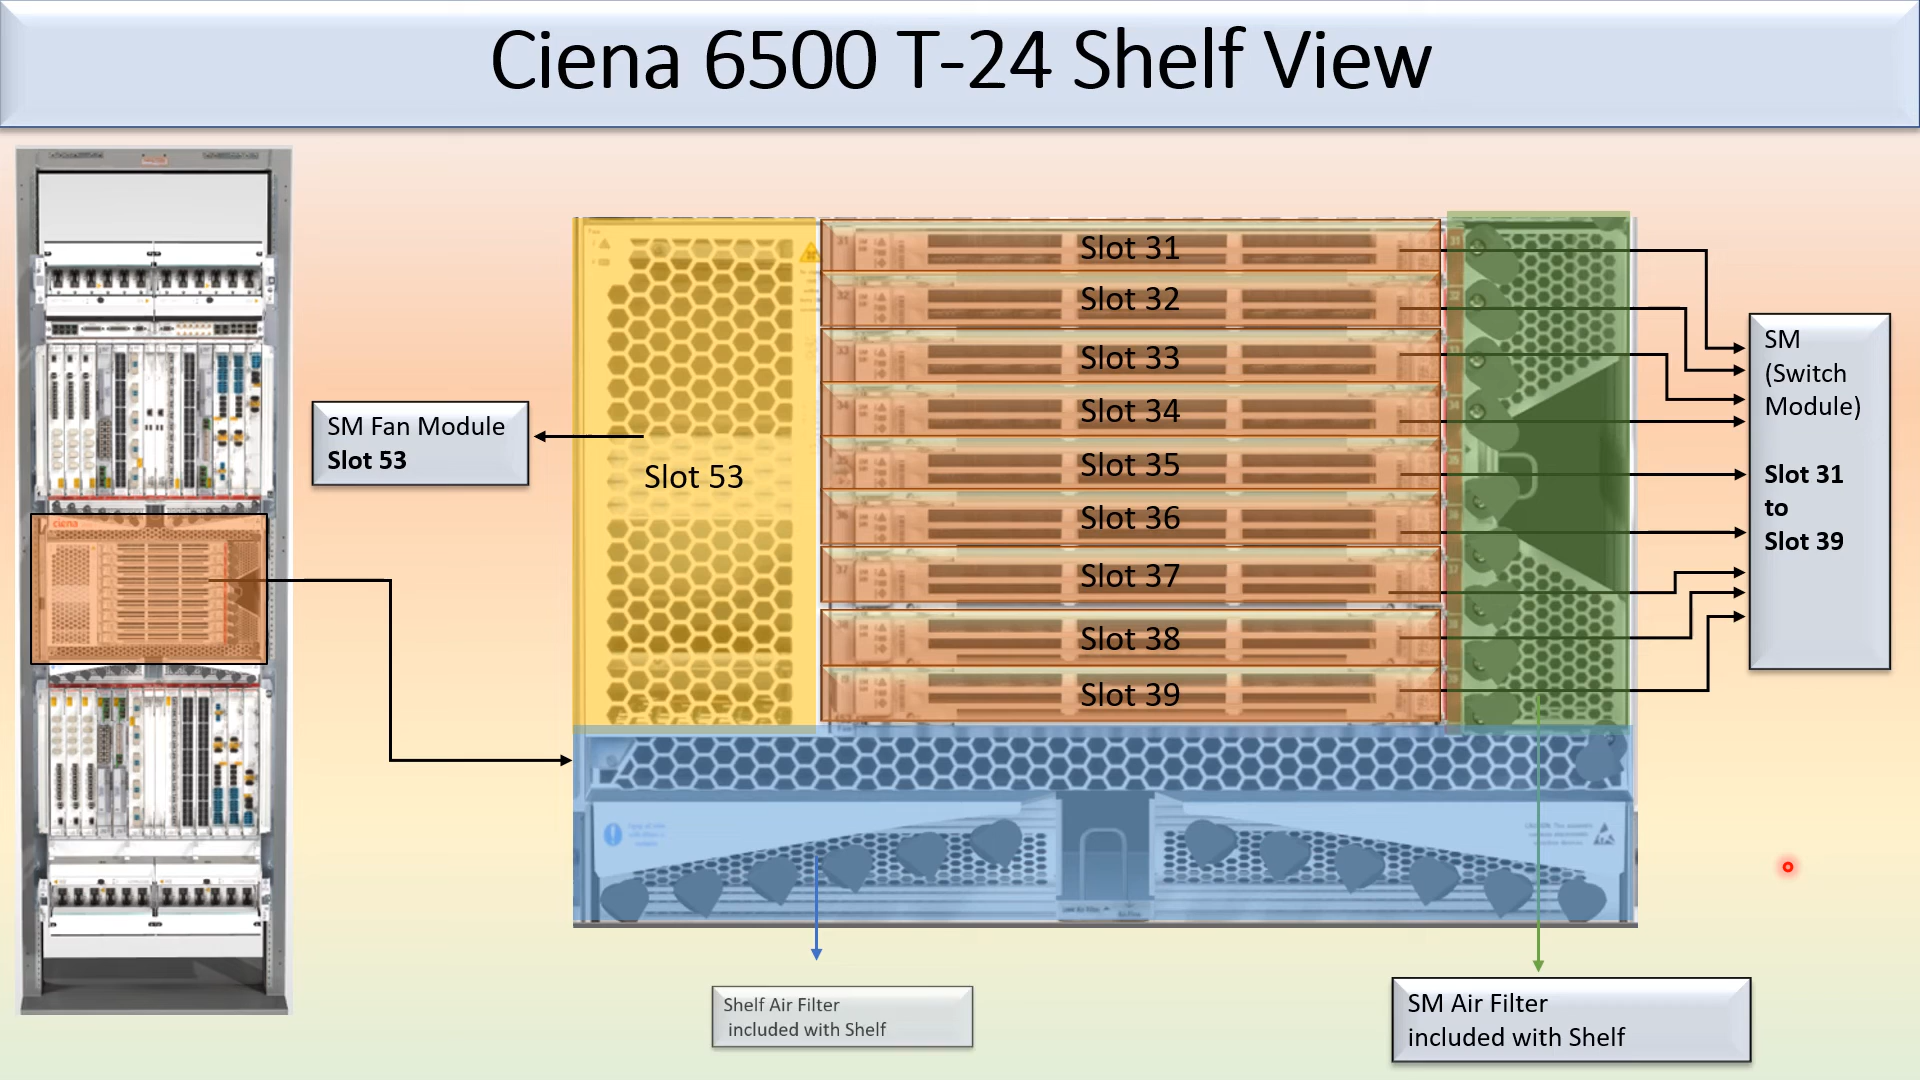 Ciena 6500 T-24 Shelf View
ciena
SM Fan Module
Slot 53
Slot 53
Slot 31
Slot 32
Slot 33
Slot 34
Slot 35
Slot 36
Slot 37
Slot 38
Slot 39
SM
(Switch
Module)
Slot 31
to
Slot 39
Shelf Air Filter
included with Shelf
SM Air Filter
included with Shelf